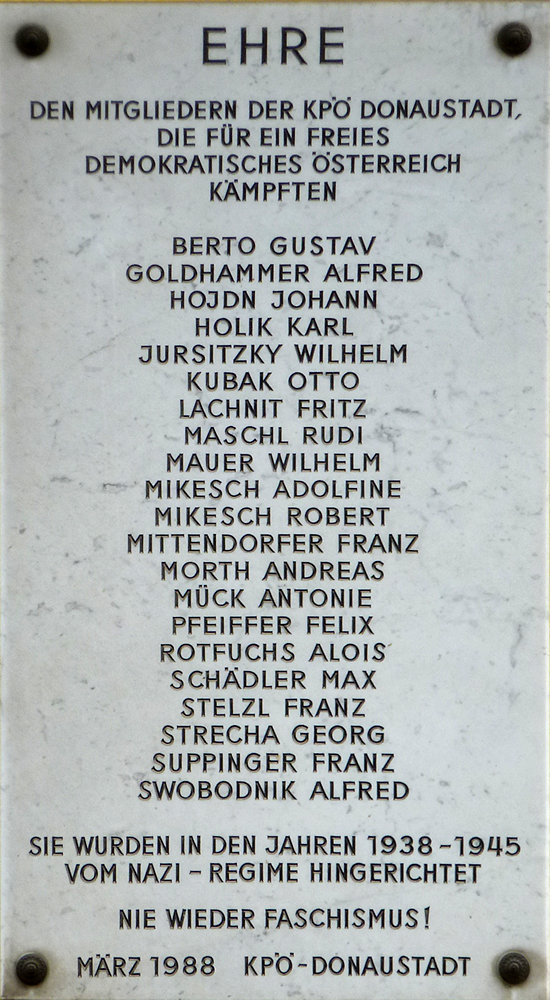 EHRE
DEN MITGLIEDERN DER KPÖ DONAUSTADT,
DIE FÜR EIN FREIES
DEMOKRATISCHES ÖSTERREICH
KÄMPFTEN
BERTO GUSTAV
GOLDHAMMER ALFRED
HOJDN JOHANN
HOLIK KARL
JURSITZKY WILHELM
KUBAK OTTO
LACHNIT FRITZ
MASCHL RUDI
MAUER WILHELM
MIKESCH ADOLFINE
MIKESCH ROBERT
MITTENDORFER FRANZ
MORTH ANDREAS
MÜCK ANTONIE
PFEIFFER FELIX
ROTFUCHS ALOIS
SCHÄDLER MAX
STELZL FRANZ
STRECHA GEORG
SUPPINGER FRANZ
SWOBODNIK ALFRED
SIE WURDEN IN DEN JAHREN 1938-1945
VOM NAZI - REGIME HINGERICHTET
NIE WIEDER FASCHISMUS!
MÄRZ 1988 KPÖ-DONAUSTADT